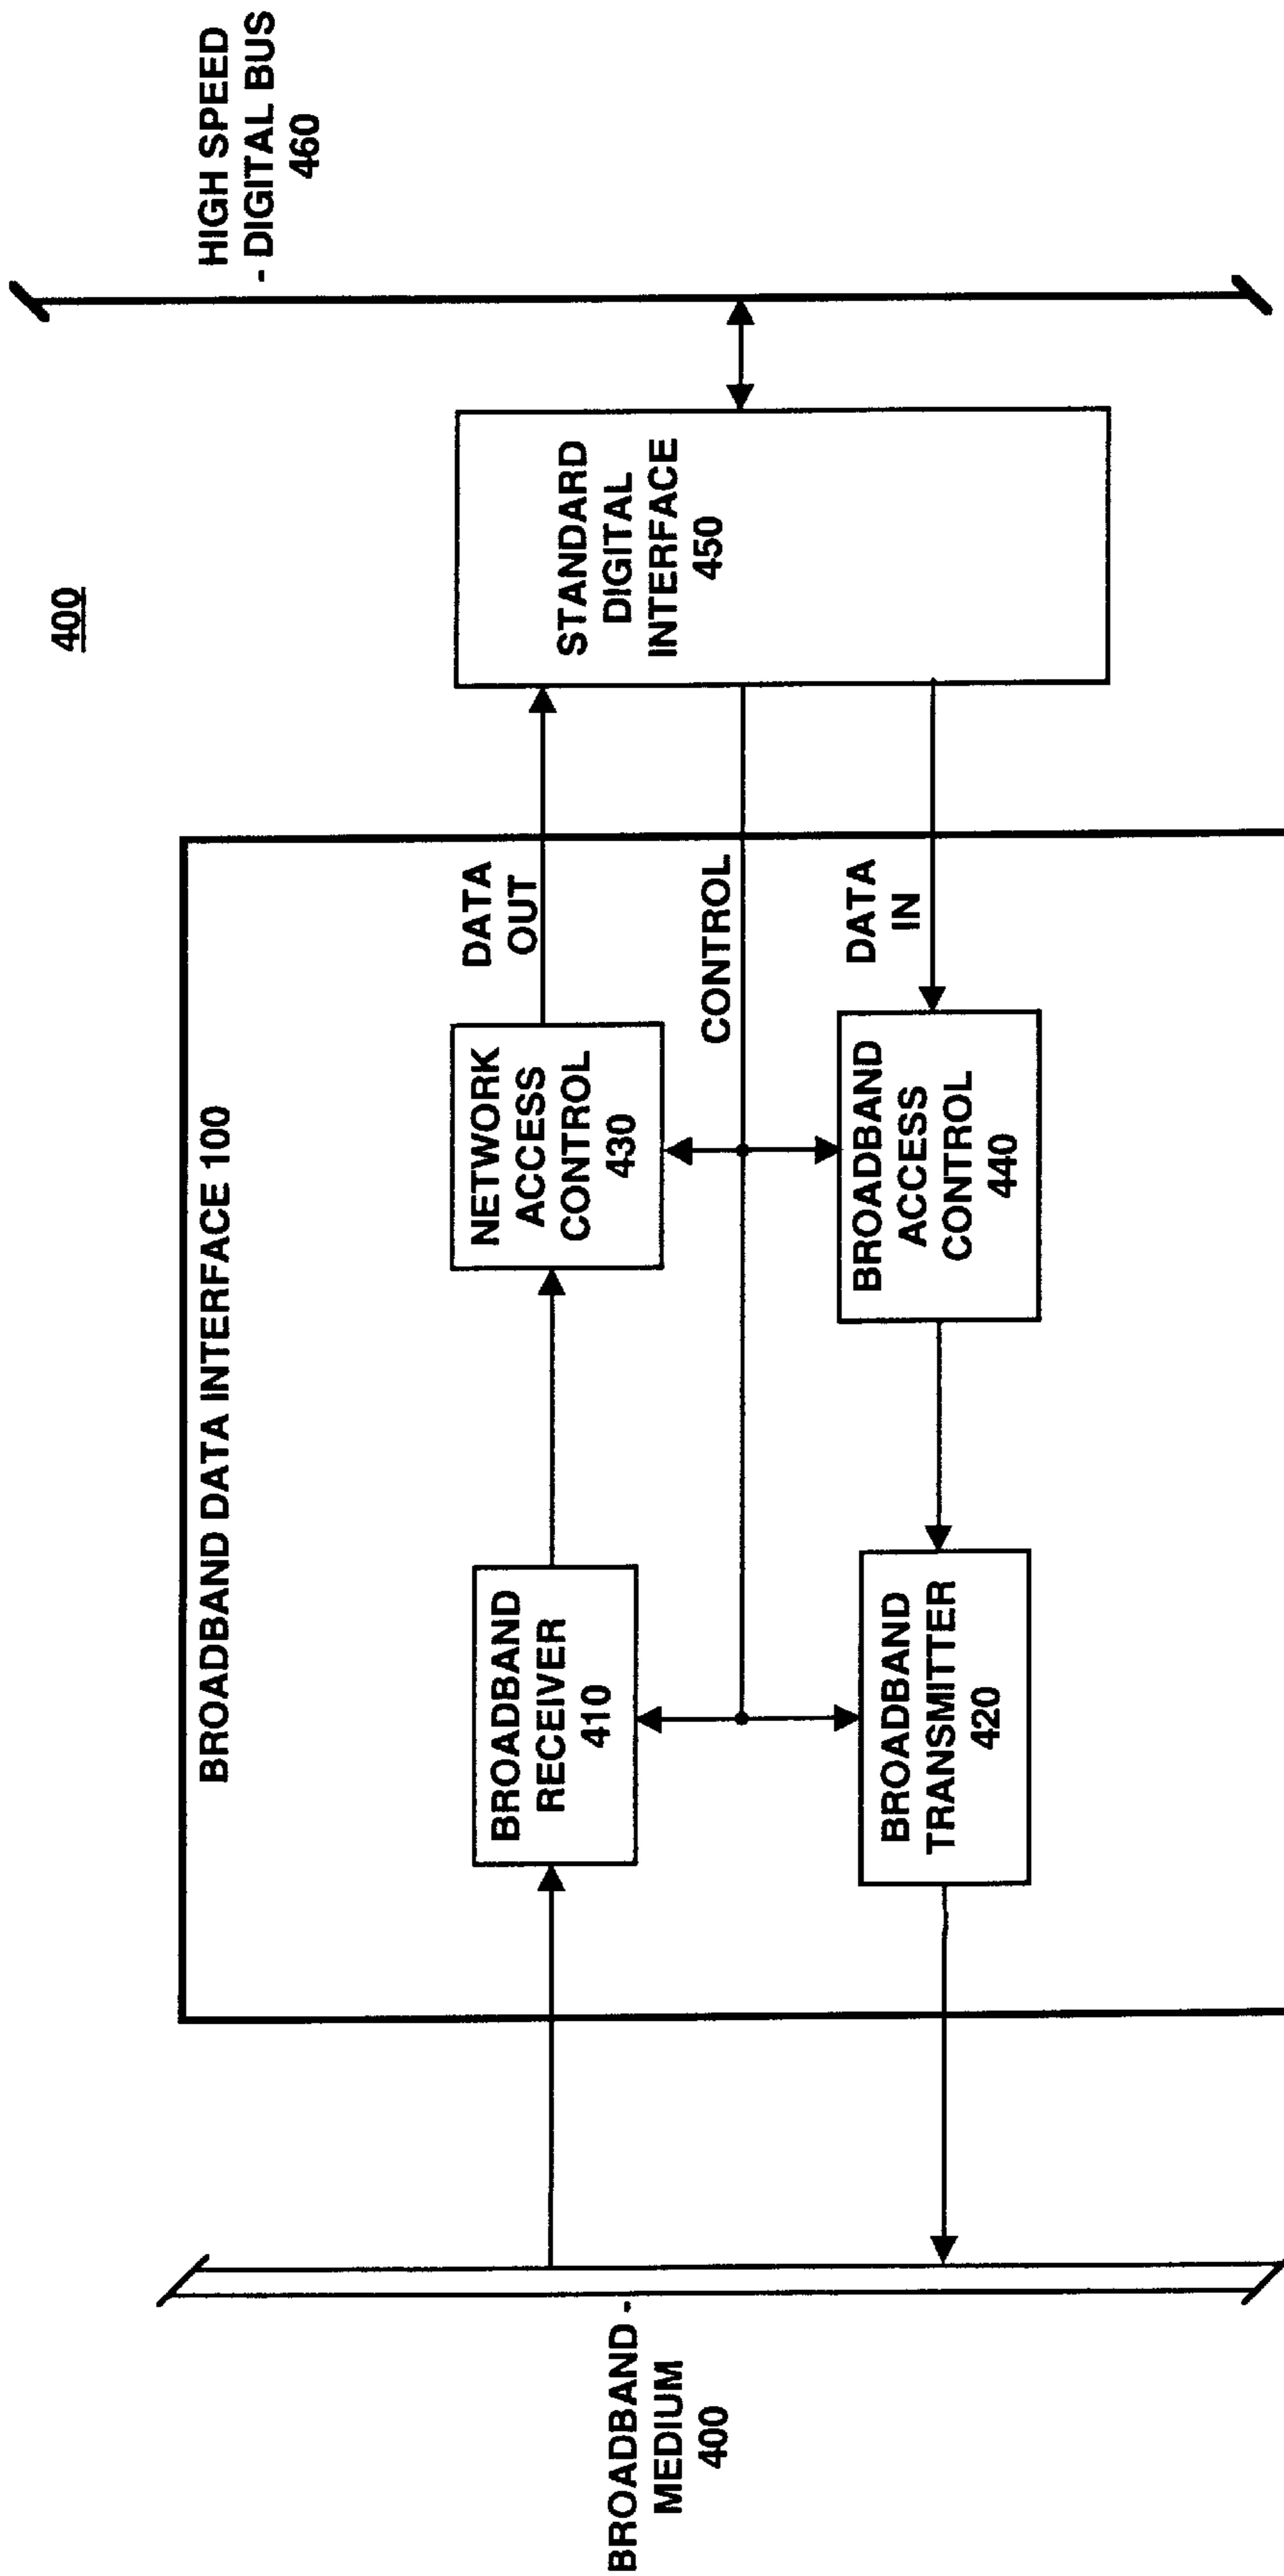 400
HIGH SPEED
- DIGITAL BUS
460
BROADBAND DATA INTERFACE 100
BROADBAND -
MEDIUM
400
BROADBAND
RECEIVER
410
NETWORK
ACCESS
CONTROL
430
DATA
OUT
STANDARD
DIGITAL
INTERFACE
450
CONTROL
BROADBAND
TRANSMITTER
420
BROADBAND
ACCESS
CONTROL
440
DATA
IN